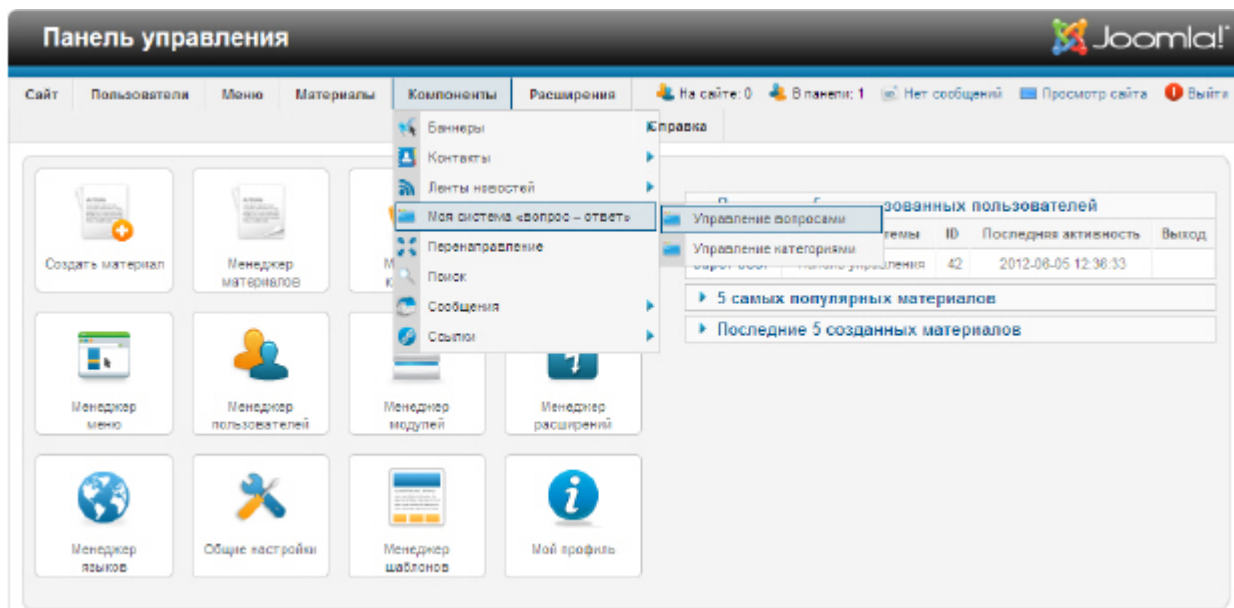 Панель управления
Joomla!
Сайт Пользователи Меню Материалы Компоненты Расширения На сайте: 0 В панели: 1 Нет сообщений Просмотр сайта Выйти
Справка
Баннеры
Контакты
Ленты новостей
Моя система «вопрос – ответ»
Перенаправление
Поиск
Сообщения
Ссылки
Управление вопросами
Управление категориями
пользователей
ID Последняя активность Выход
42 2012-06-05 12:36:33
5 самых популярных материалов
Последние 5 созданных материалов
Создать материал
Менеджер
материалов
Менеджер
меню
Менеджер
пользователей
Менеджер
модулей
Менеджер
расширений
Менеджер
языков
Общие настройки
Менеджер
шаблонов
Мой профиль